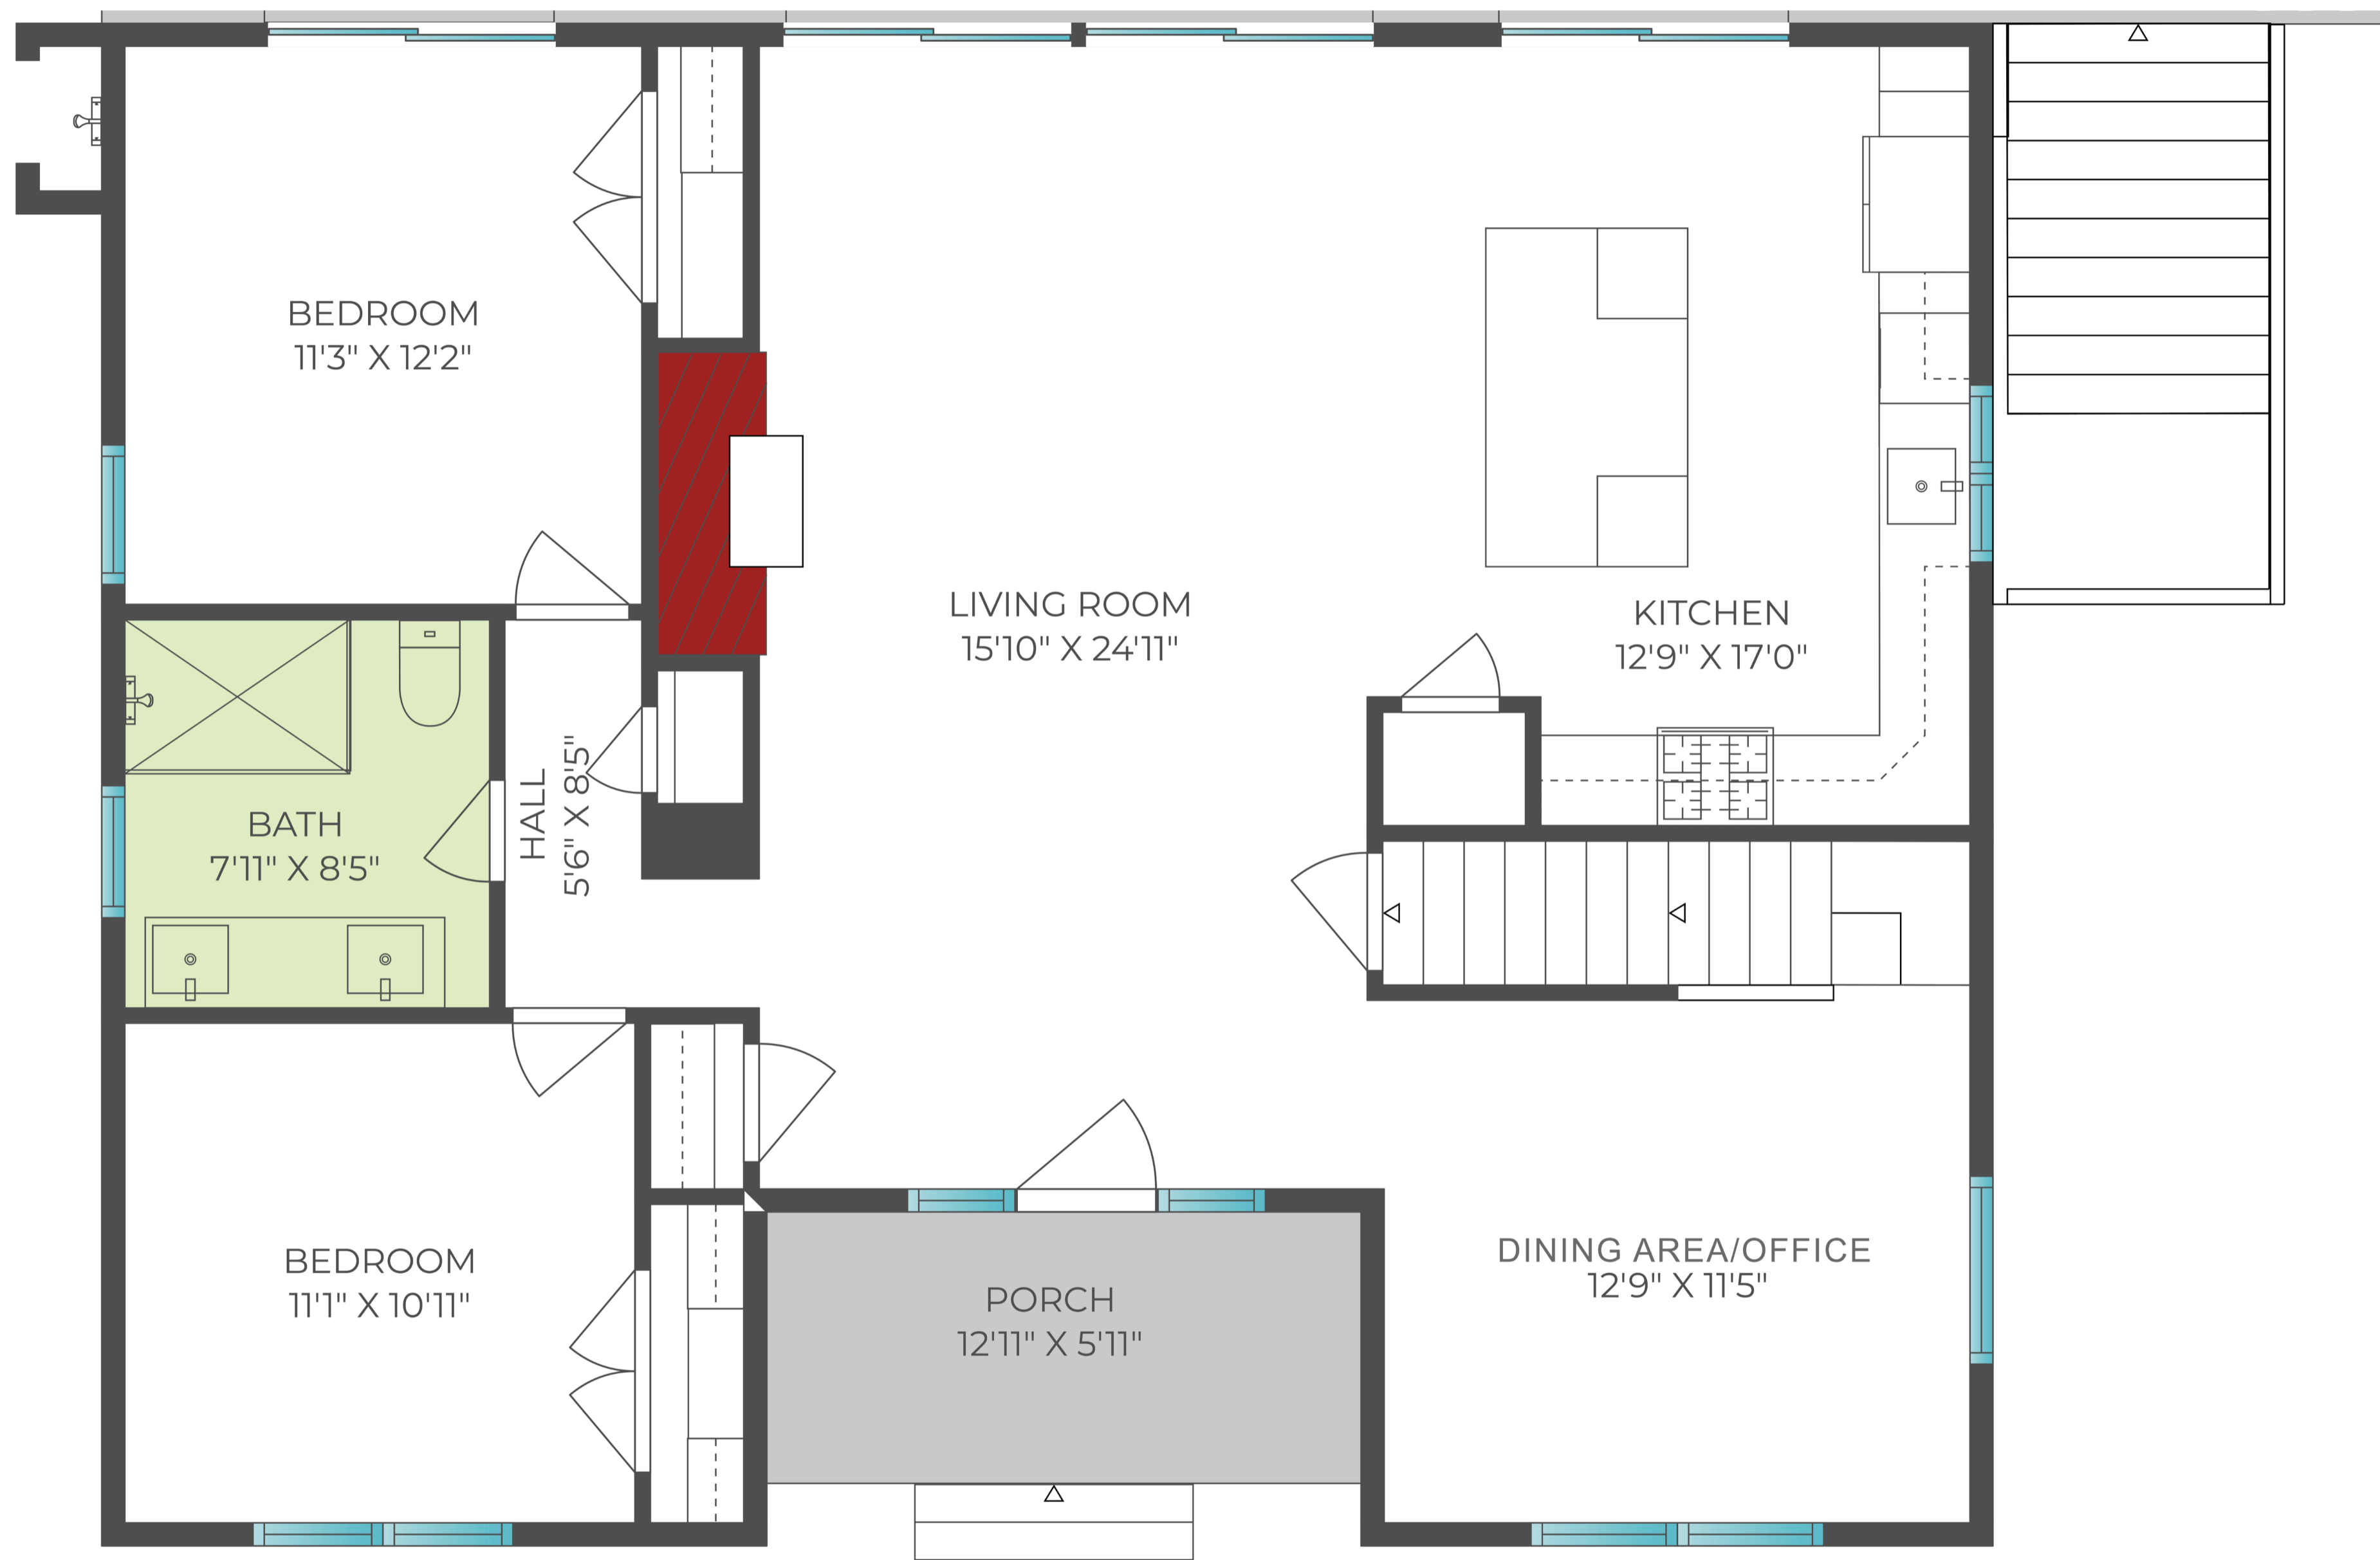 BEDROOM
11'3" X 12'2"
LIVING ROOM
15'10" X 24'11"
KITCHEN
12'9" X 17'0"
BATH
7'11" X 8'5"
HALL
5'6" X 8'5"
BEDROOM
11'1" X 10'11"
PORCH
12'11" X 5'11"
DINING AREA/OFFICE
12'9" X 11'5"